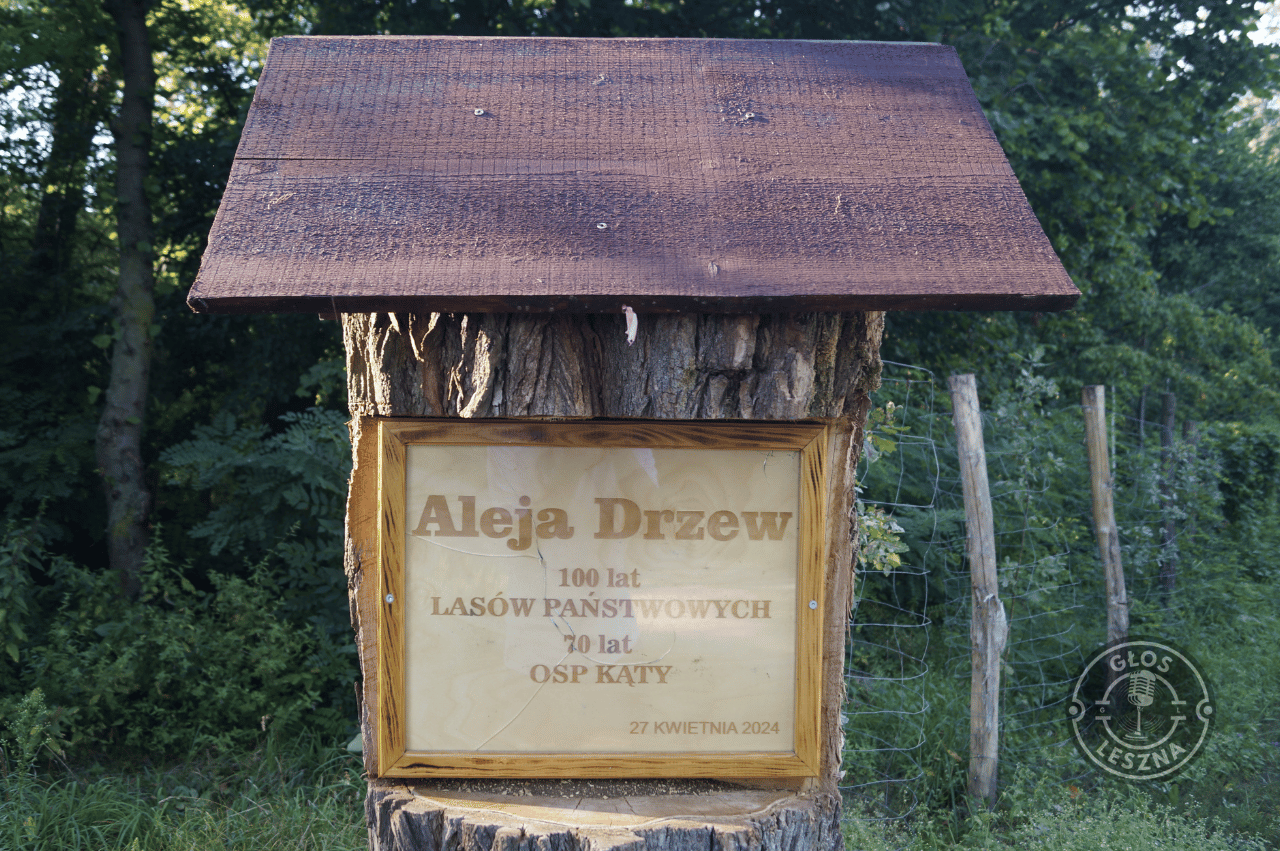 Aleja Drzew
100 lat
LASÓW PAŃSTWOWYCH
70 lat
OSP KĄTY
27 KWIETNIA 2024
GŁOS
LESZNA